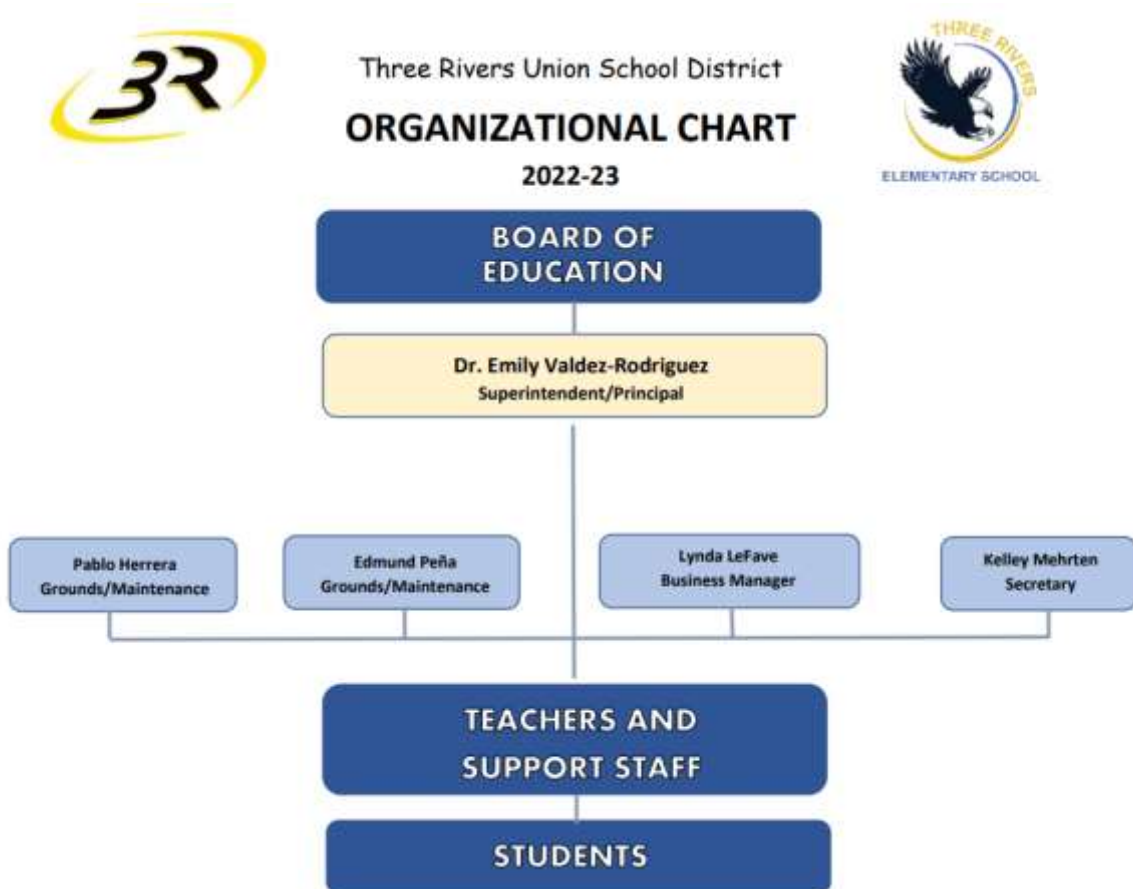 3R
Three Rivers Union School District
ORGANIZATIONAL CHART
2022-23
THREE RIVERS
ELEMENTARY SCHOOL
BOARD OF
EDUCATION
Dr. Emily Valdez-Rodriguez
Superintendent/Principal
Pablo Herrera
Grounds/Maintenance
Edmund Peña
Grounds/Maintenance
Lynda LeFave
Business Manager
Kelley Mehrten
Secretary
TEACHERS AND
SUPPORT STAFF
STUDENTS